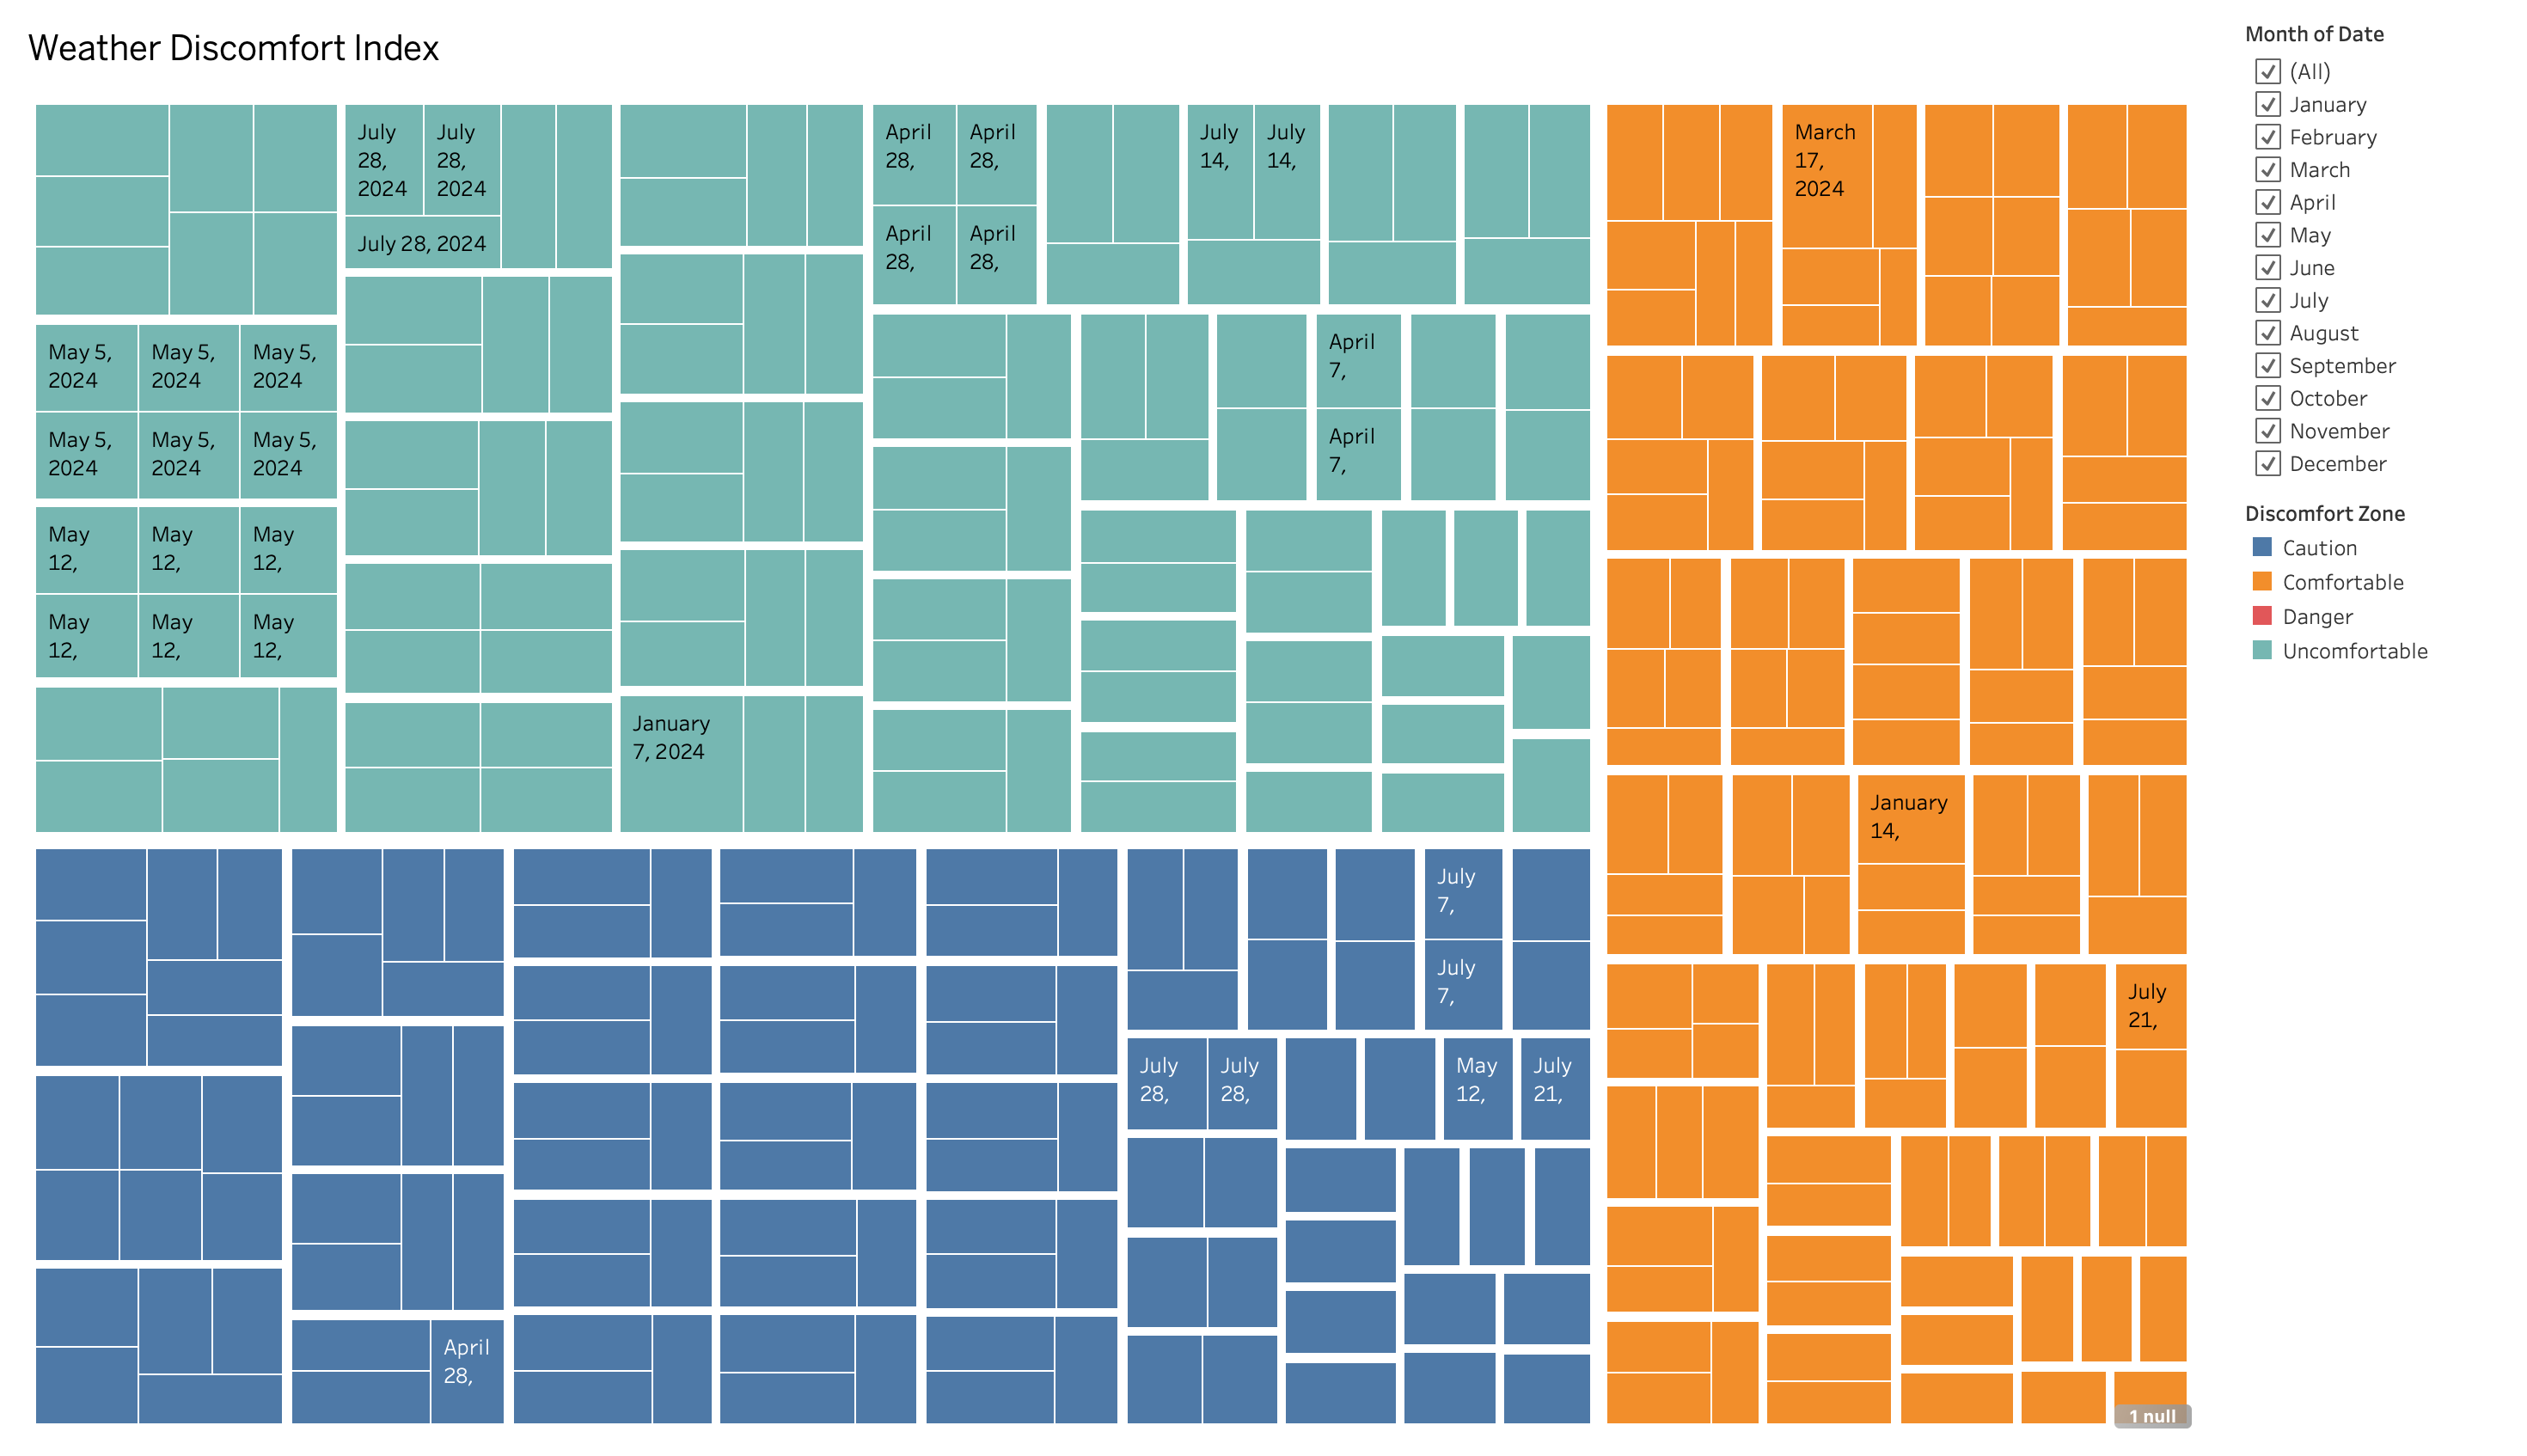 Weather Discomfort Index
July
28,
2024
July
28,
2024
July 28, 2024
April
28,
April
28,
April
28,
April
28,
July
14,
July
14,
March
17,
2024
May 5,
2024
May 5,
2024
May 5,
2024
May 5,
2024
May 5,
2024
May 5,
2024
April
7,
April
7,
May
12,
May
12,
May
12,
May
12,
May
12,
May
12,
January
7, 2024
January
14,
July
7,
July
7,
July
21,
July
28,
July
28,
May
12,
July
21,
April
28,
1 null
Month of Date
(All)
January
February
March
April
May
June
July
August
September
October
November
December
Discomfort Zone
Caution
Comfortable
Danger
Uncomfortable